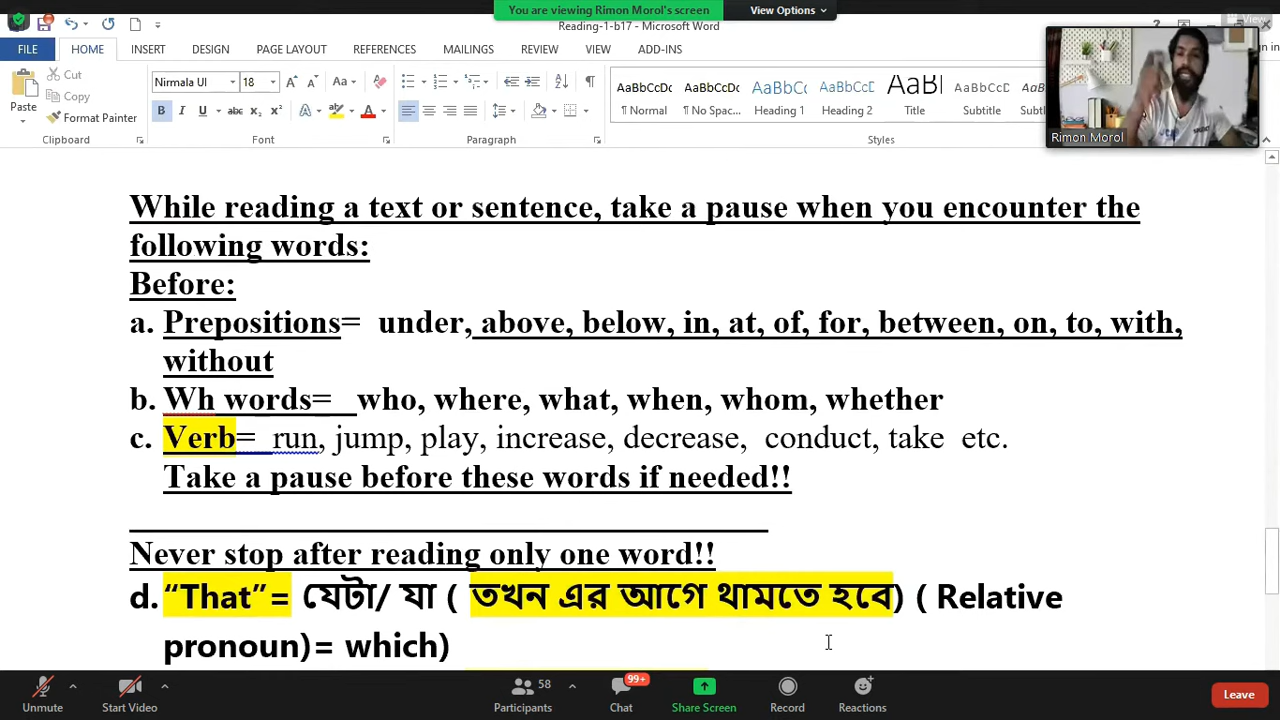 You are viewing Rimon Morol's screen
View Options
Reading-1-b17 - Microsoft Word
View
FILE
HOME
INSERT
DESIGN
PAGE LAYOUT
REFERENCES
MAILINGS
REVIEW
VIEW
ADD-INS
Paste
Cut
Copy
Format Painter
Clipboard
Nirmala UI
18
Font
Paragraph
AaBbCc
¶ Normal
AaBbCc
¶ No Spac...
AaBbCc
Heading 1
AaBbCc
Heading 2
AaBl
Title
AaBbCcC
Subtitle
Styles
Rimon Morol
While reading a text or sentence, take a pause when you encounter the
following words:
Before:
a. Prepositions= under, above, below, in, at, of, for, between, on, to, with,
without
b. Wh words= who, where, what, when, whom, whether
c. Verb= run, jump, play, increase, decrease, conduct, take etc.
Take a pause before these words if needed!!
Never stop after reading only one word!!
d. “That”= যেটা/ যা ( তখন এর আগে থামতে হবে) ( Relative
pronoun)= which)
Unmute
Start Video
58
Participants
99+
Chat
Share Screen
Record
Reactions
Leave